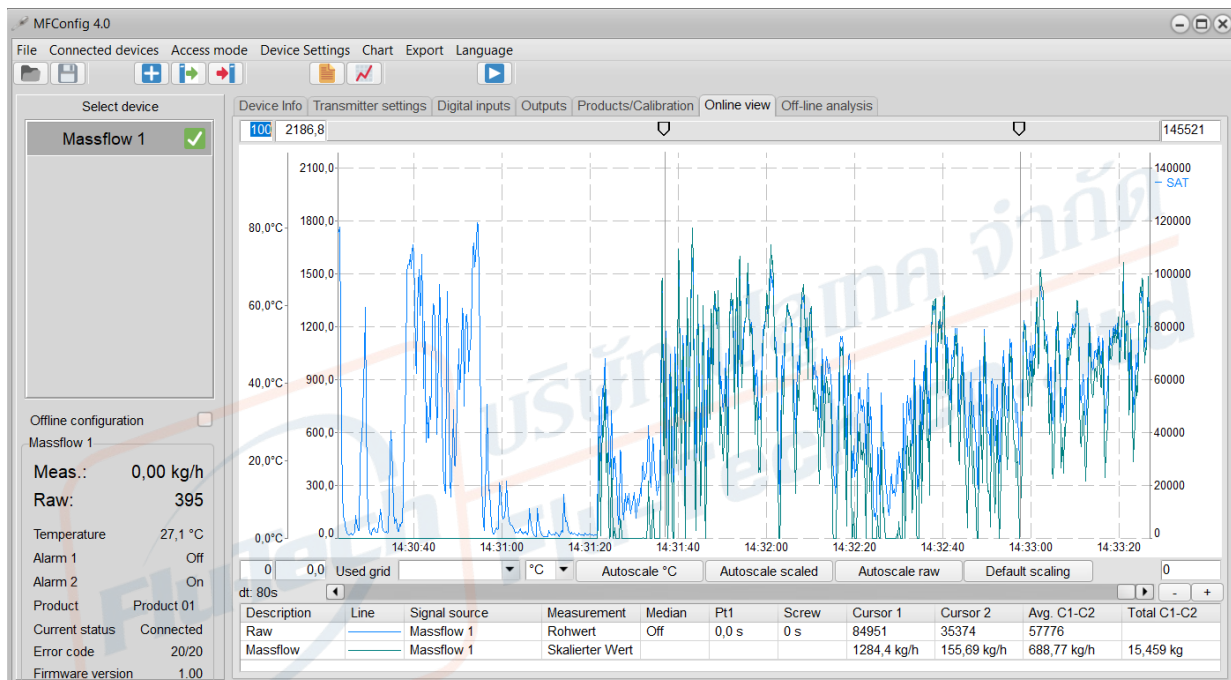 MFConfig 4.0
File Connected devices Access mode Device Settings Chart Export Language
Select device
Massflow 1
Offline configuration
Massflow 1
Meas.: 0,00 kg/h
Raw: 395
Temperature 27,1 °C
Alarm 1 Off
Alarm 2 On
Product Product 01
Current status Connected
Error code 20/20
Firmware version 1.00
Device Info Transmitter settings Digital inputs Outputs Products/Calibration Online view Off-line analysis
100 2186,8 145521
2100,0 140000
SAT
80,0°C 1800,0 120000
1500,0 100000
60,0°C
1200,0 80000
40,0°C 900,0 60000
600,0 40000
20,0°C
300,0 20000
0,0°C 0,0 0
14:30:40 14:31:00 14:31:20 14:31:40 14:32:00 14:32:20 14:32:40 14:33:00 14:33:20
0 0,0 Used grid °C Autoscale °C Autoscale scaled Autoscale raw Default scaling 0
dt: 80s - +
Description Line Signal source Measurement Median Pt1 Screw Cursor 1 Cursor 2 Avg. C1-C2 Total C1-C2
Raw Massflow 1 Rohwert Off 0,0 s 0 s 84951 35374 57776
Massflow Massflow 1 Skalierter Wert 1284,4 kg/h 155,69 kg/h 688,77 kg/h 15,459 kg